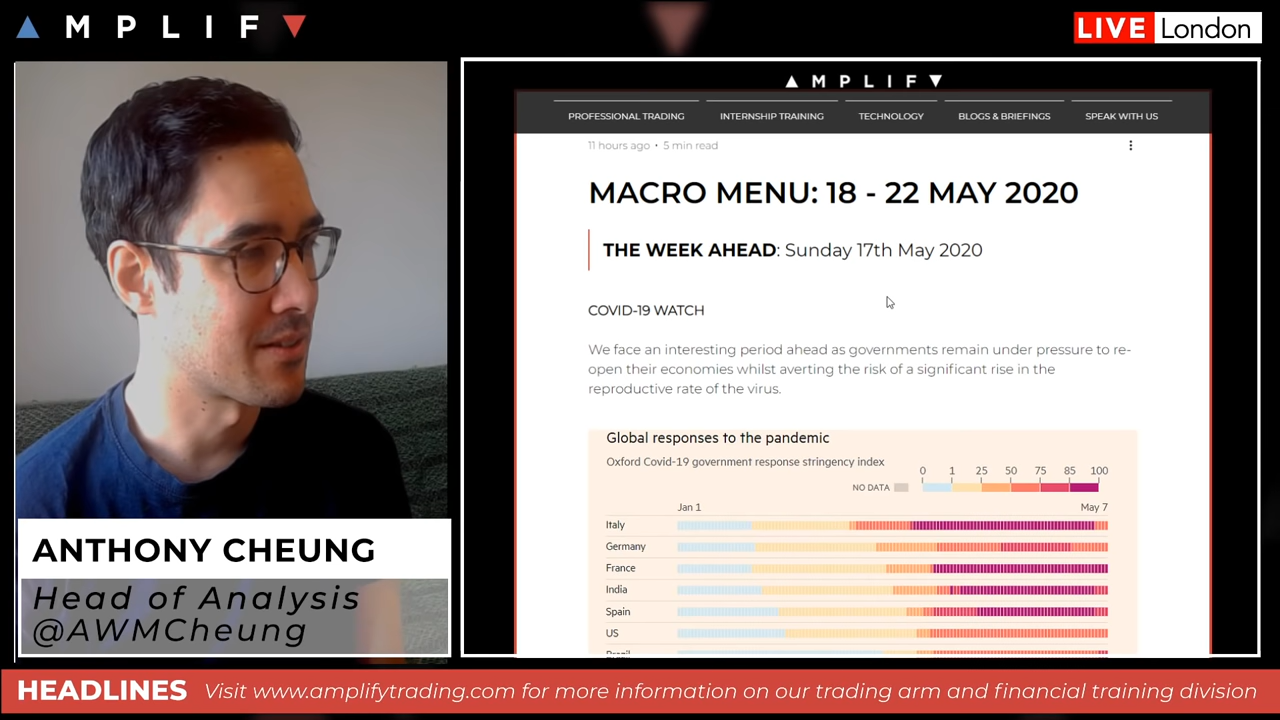 AMPLIFY
LIVE London
ANTHONY CHEUNG
Head of Analysis
@AWMCheung
AMPLIFY
PROFESSIONAL TRADING
INTERNSHIP TRAINING
TECHNOLOGY
BLOGS & BRIEFINGS
SPEAK WITH US
11 hours ago • 5 min read
MACRO MENU: 18 - 22 MAY 2020
THE WEEK AHEAD: Sunday 17th May 2020
COVID-19 WATCH
We face an interesting period ahead as governments remain under pressure to re-
open their economies whilst averting the risk of a significant rise in the
reproductive rate of the virus.
Global responses to the pandemic
Oxford Covid-19 government response stringency index
0 1 25 50 75 85 100
NO DATA
Jan 1 May 7
Italy
Germany
France
India
Spain
US
HEADLINES Visit www.amplifytrading.com for more information on our trading arm and financial training division